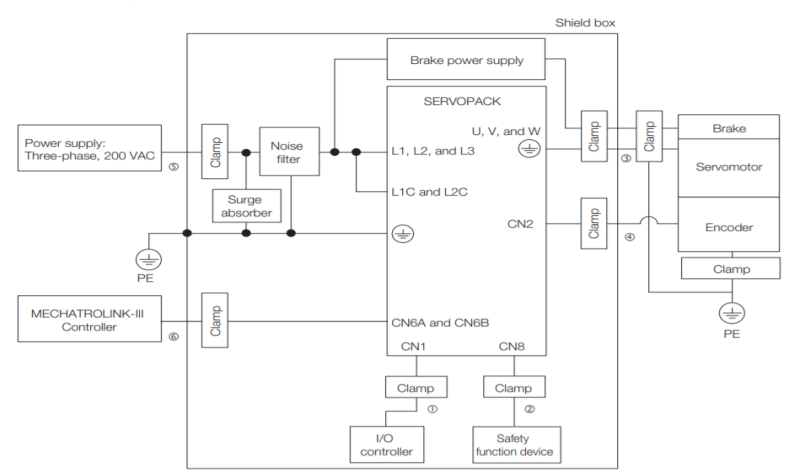 Shield box
Brake power supply
SERVOPACK
U, V, and W
Clamp
Clamp
Brake
Power supply:
Three-phase, 200 VAC
⑤
Clamp
Noise
filter
L1, L2, and L3
③
Servomotor
Surge
absorber
L1C and L2C
CN2
Clamp
④
Encoder
Clamp
PE
PE
MECHATROLINK-III
Controller
⑥
Clamp
CN6A and CN6B
CN1
CN8
Clamp
Clamp
①
②
I/O
controller
Safety
function device